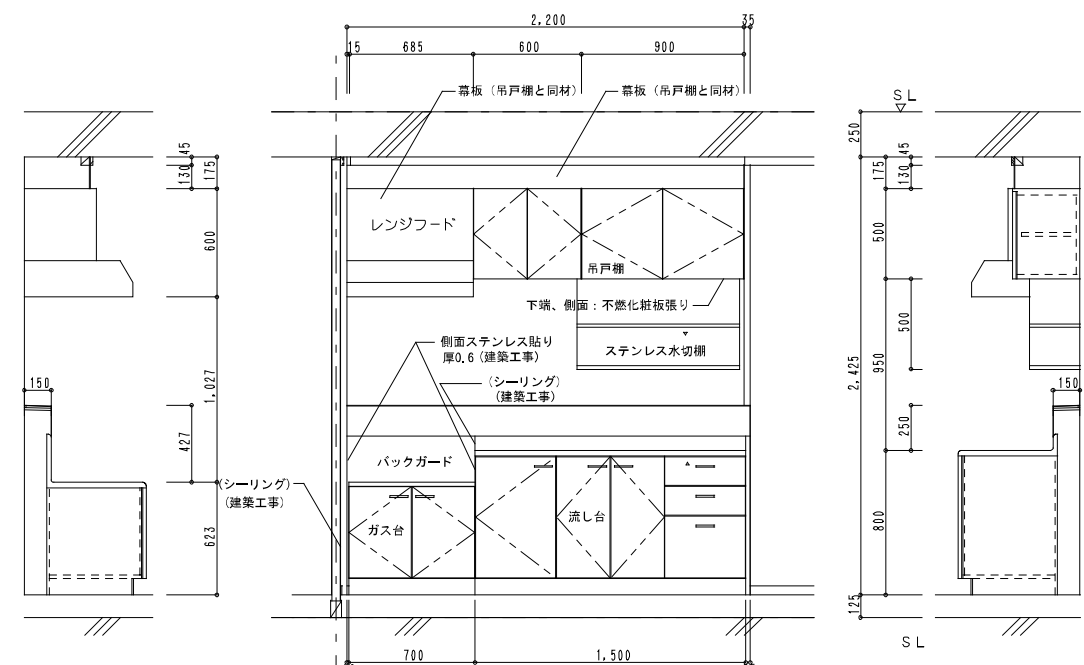 2,200
35
15
685
600
900
幕板（吊戸棚と同材）
幕板（吊戸棚と同材）
SL
250
45
130
175
45
130
175
レンジフード
600
500
吊戸棚
下端、側面：不燃化粧板張り
500
側面ステンレス貼り
厚0.6（建築工事）
ステンレス水切棚
950
2,425
（シーリング）
（建築工事）
150
1,027
150
427
250
バックガード
（シーリング）
（建築工事）
ガス台
流し台
623
800
125
SL
700
1,500